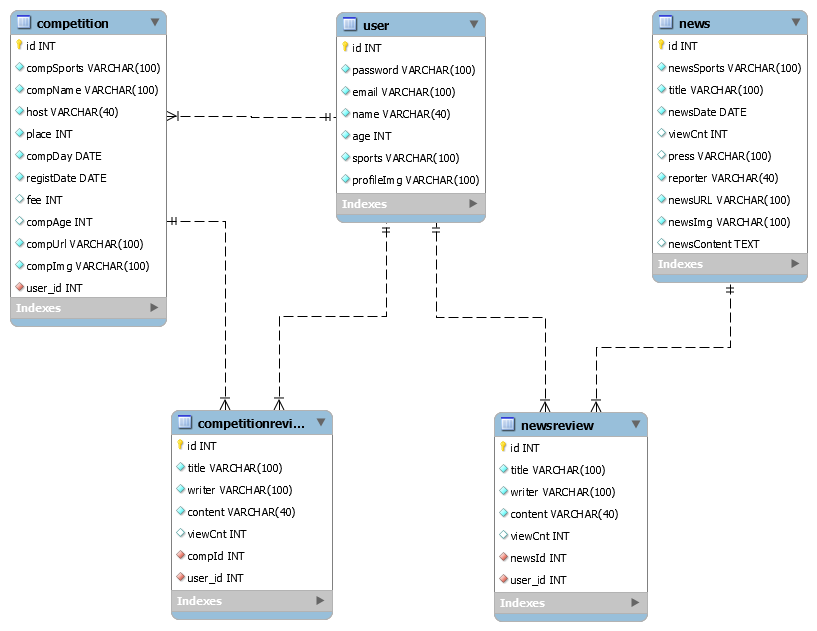 competition
id INT
compSports VARCHAR(100)
compName VARCHAR(100)
host VARCHAR(40)
place INT
compDay DATE
registDate DATE
fee INT
compAge INT
compUrl VARCHAR(100)
compImg VARCHAR(100)
user_id INT
Indexes
user
id INT
password VARCHAR(100)
email VARCHAR(100)
name VARCHAR(40)
age INT
sports VARCHAR(100)
profileImg VARCHAR(100)
Indexes
news
id INT
newsSports VARCHAR(100)
title VARCHAR(100)
newsDate DATE
viewCnt INT
press VARCHAR(100)
reporter VARCHAR(40)
newsURL VARCHAR(100)
newsImg VARCHAR(100)
newsContent TEXT
Indexes
competitionrevi...
id INT
title VARCHAR(100)
writer VARCHAR(100)
content VARCHAR(40)
viewCnt INT
compId INT
user_id INT
Indexes
newsreview
id INT
title VARCHAR(100)
writer VARCHAR(100)
content VARCHAR(40)
viewCnt INT
newsId INT
user_id INT
Indexes